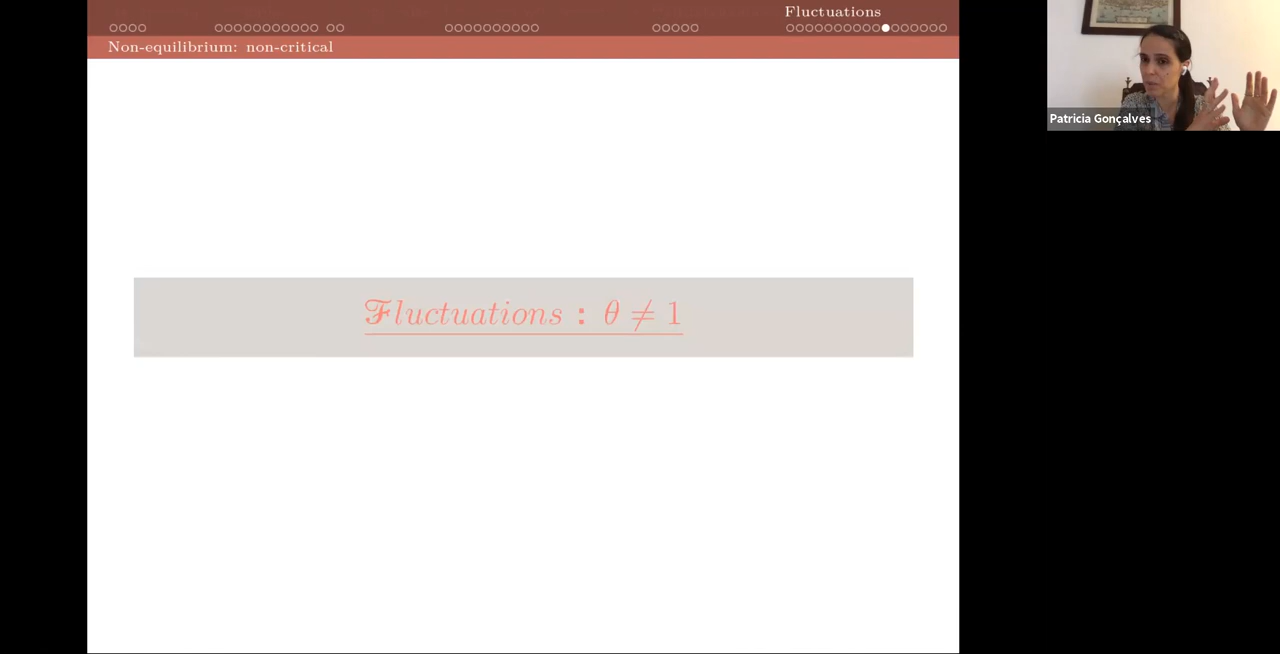 Fluctuations
Non-equilibrium: non-critical
Patricia Gonçalves
Fluctuations : θ ≠ 1